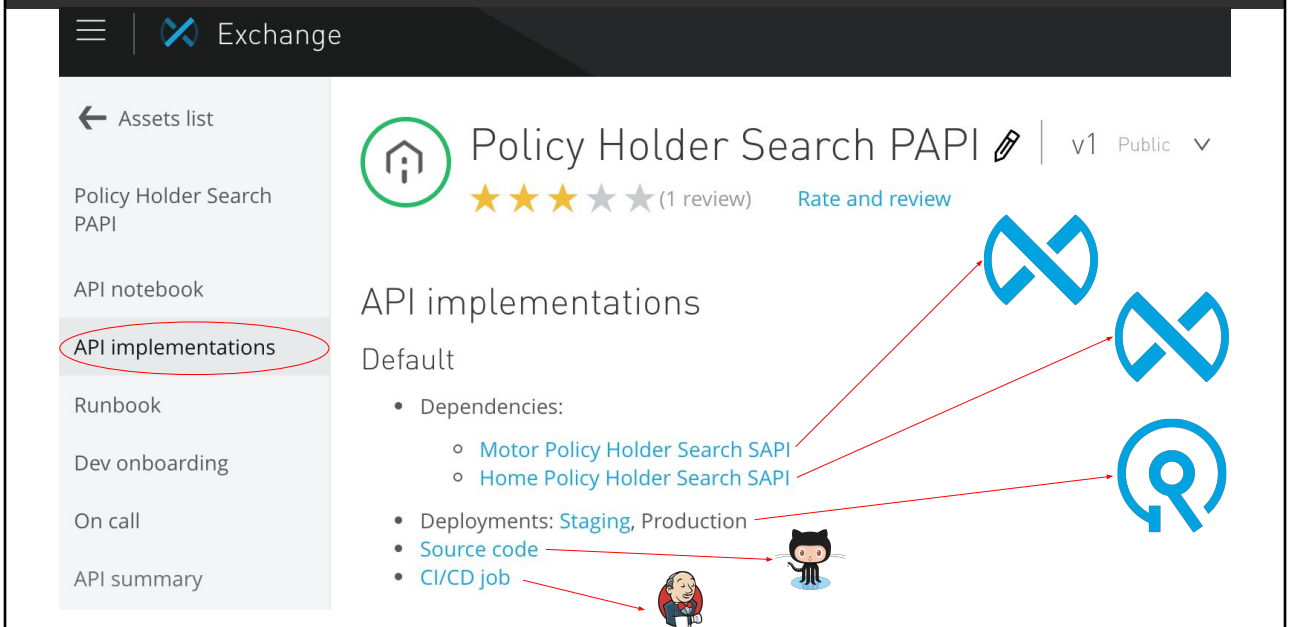 Exchange
Assets list
Policy Holder Search
PAPI
API notebook
API implementations
Runbook
Dev onboarding
On call
API summary
Policy Holder Search PAPI
v1 Public
(1 review) Rate and review
API implementations
Default
Dependencies:
Motor Policy Holder Search SAPI
Home Policy Holder Search SAPI
Deployments: Staging, Production
Source code
CI/CD job